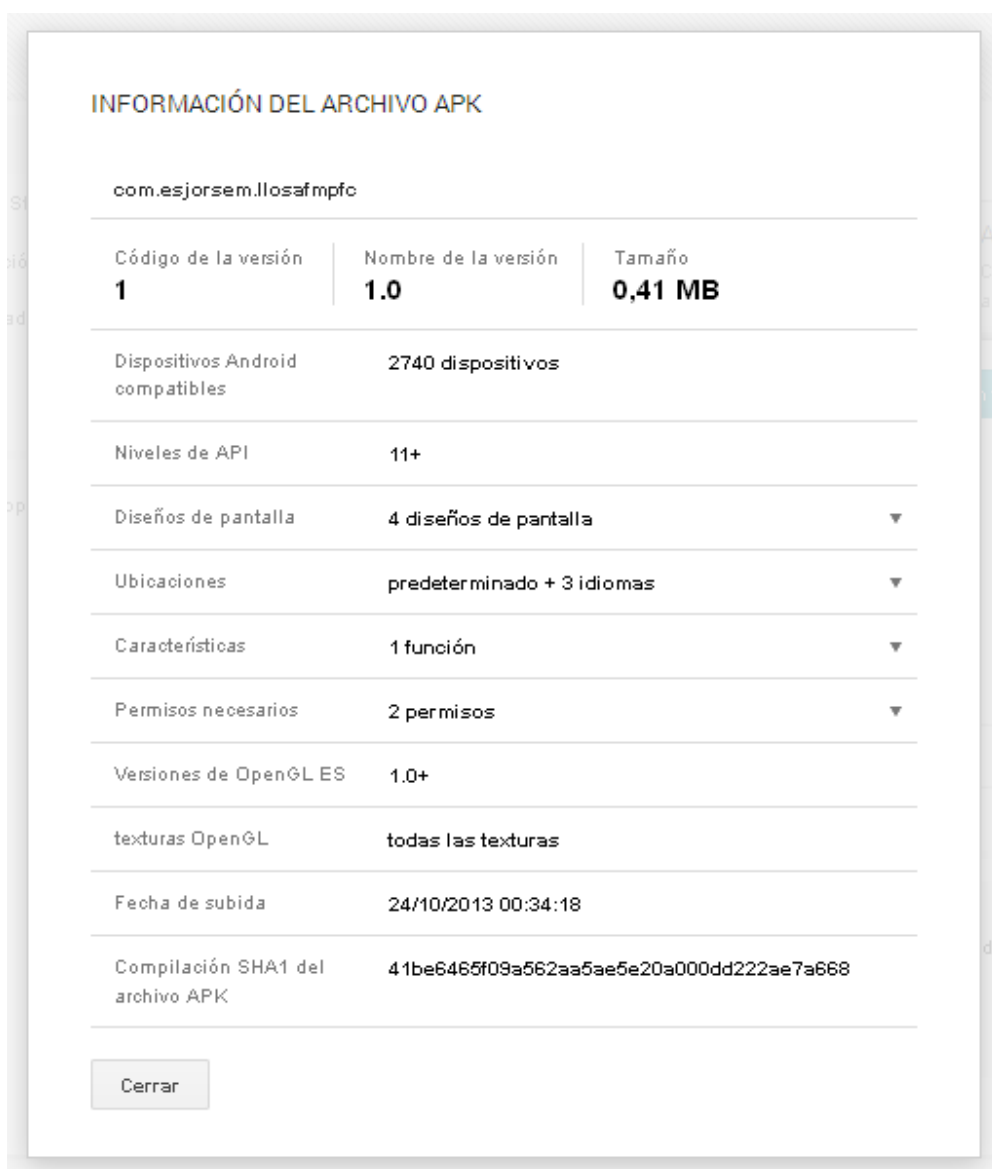 INFORMACIÓN DEL ARCHIVO APK
com.esjorsem.llosafmpfc
Código de la versión Nombre de la versión Tamaño
1 1.0 0,41 MB
Dispositivos Android
compatibles
2740 dispositivos
Niveles de API 11+
Diseños de pantalla 4 diseños de pantalla
Ubicaciones predeterminado + 3 idiomas
Características 1 función
Permisos necesarios 2 permisos
Versiones de OpenGL ES 1.0+
texturas OpenGL todas las texturas
Fecha de subida 24/10/2013 00:34:18
Compilación SHA1 del
archivo APK
41be6465f09a562aa5ae5e20a000dd222ae7a668
Cerrar